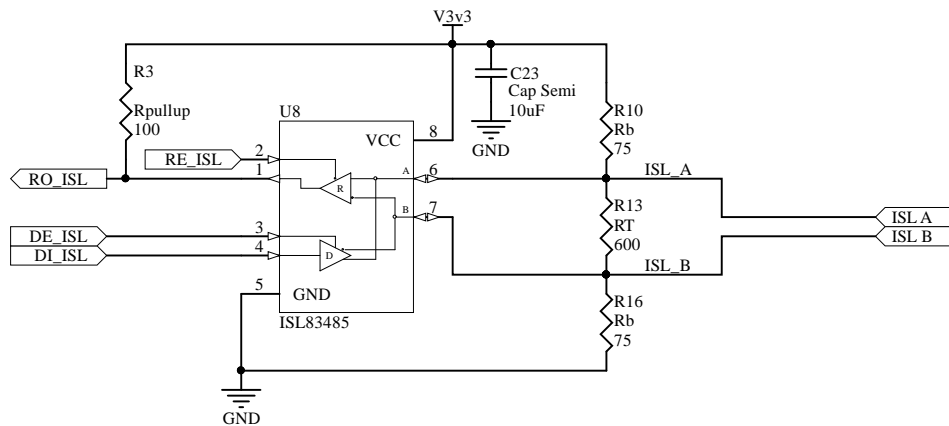 V3v3
R3
Rpullup
100
C23
Cap Semi
10uF
GND
R10
Rb
75
U8
VCC
8
RE_ISL
2
RO_ISL
1
R
A
6
ISL_A
B
7
R13
RT
600
ISL A
ISL B
DE_ISL
3
DI_ISL
4
D
ISL_B
5
GND
ISL83485
R16
Rb
75
GND